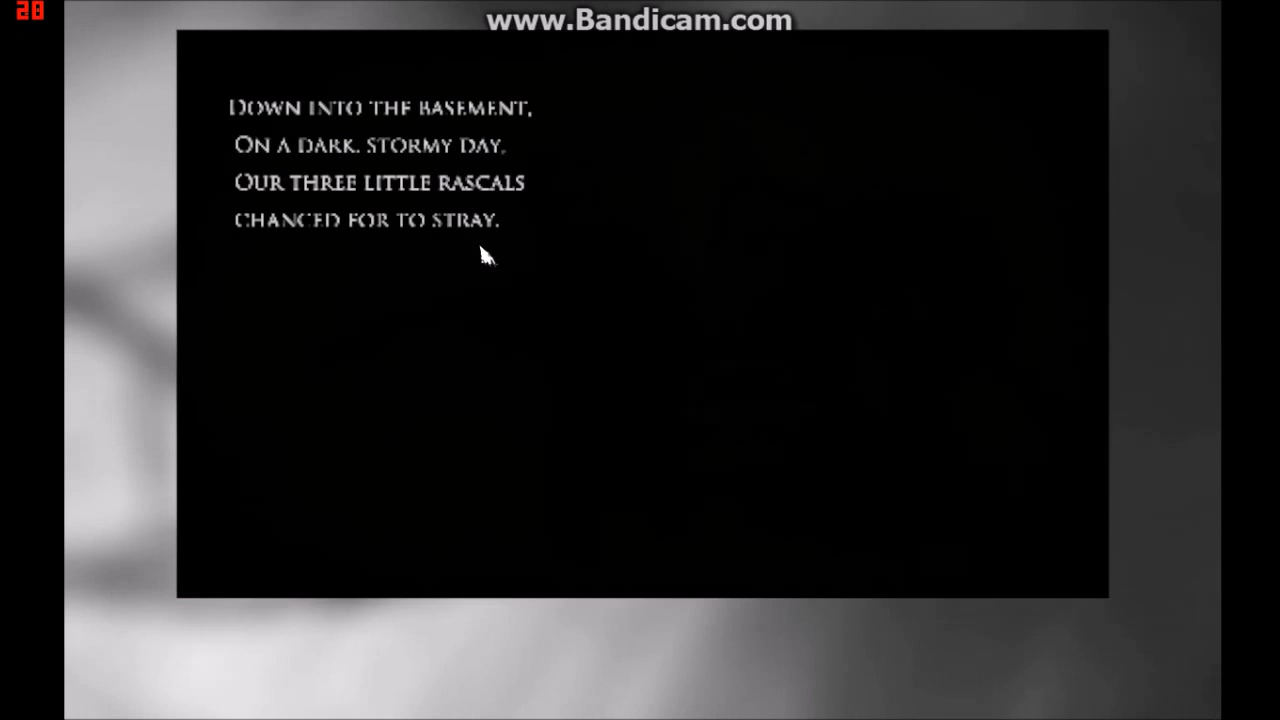 28
www.Bandicam.com
Down into the basement,
On a dark, stormy day,
Our three little rascals
chanced for to stray.